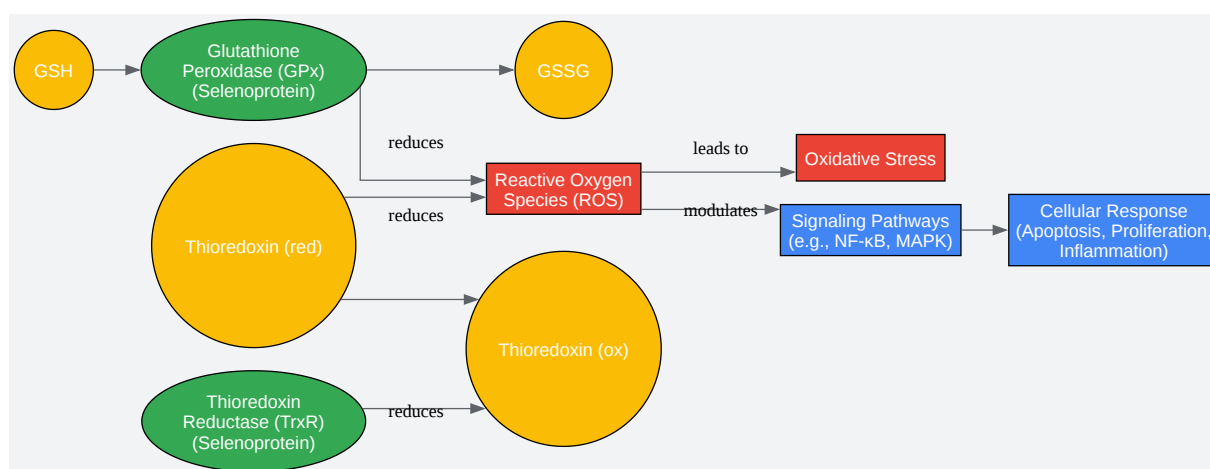 GSH
Glutathione
Peroxidase (GPx)
(Selenoprotein)
GSSG
reduces
leads to
Oxidative Stress
Reactive Oxygen
Species (ROS)
reduces
modulates
Signaling Pathways
(e.g., NF-κB, MAPK)
Cellular Response
(Apoptosis, Proliferation,
Inflammation)
Thioredoxin (red)
Thioredoxin (ox)
Thioredoxin
Reductase (TrxR)
(Selenoprotein)
reduces